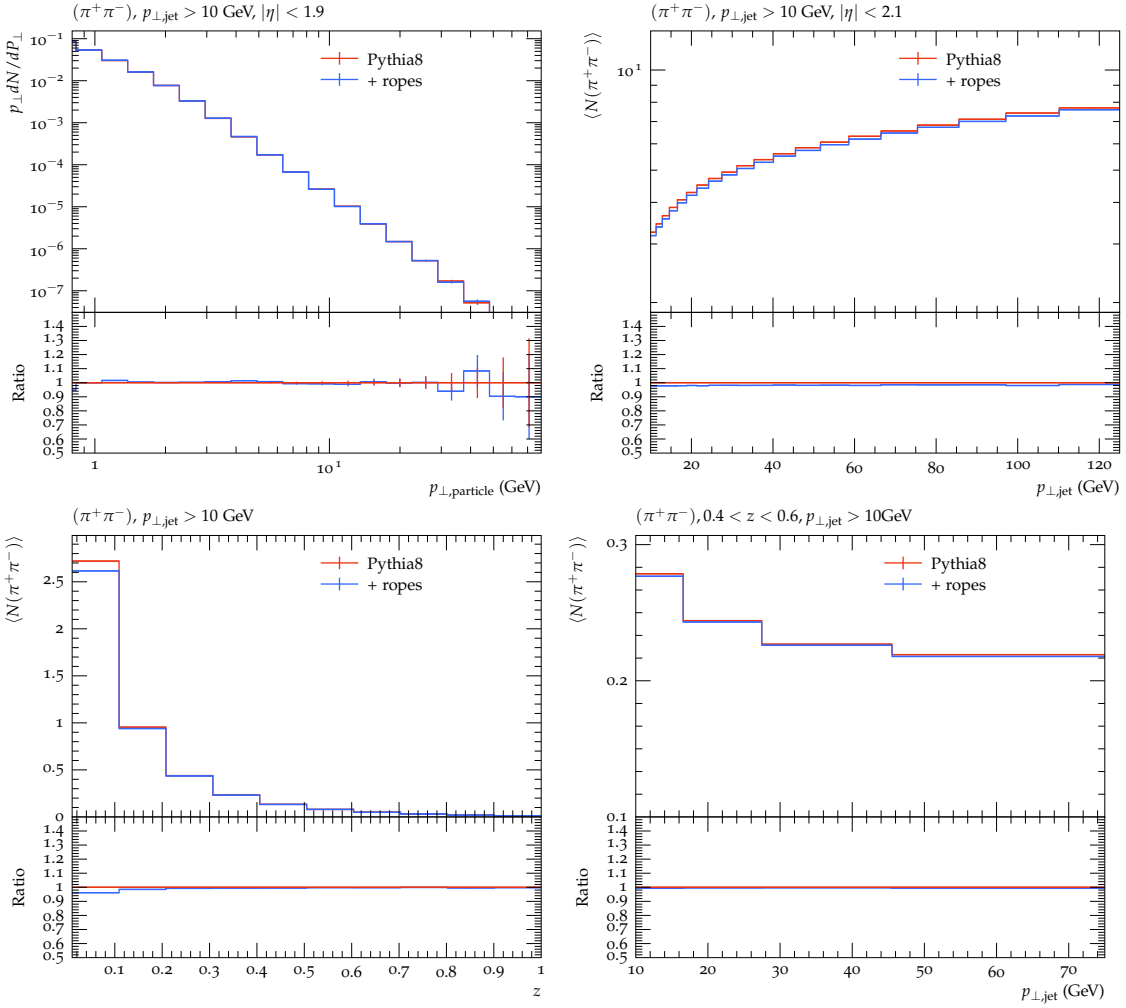 (π⁺π⁻), p⊥,jet > 10 GeV, |η| < 1.9
p⊥dN/dP⊥
10⁻¹
10⁻²
10⁻³
10⁻⁴
10⁻⁵
10⁻⁶
10⁻⁷
Pythia8
+ ropes
Ratio
1.4
1.3
1.2
1.1
1
0.9
0.8
0.7
0.6
0.5
1 10¹
p⊥,particle (GeV)
(π⁺π⁻), p⊥,jet > 10 GeV, |η| < 2.1
⟨N(π⁺π⁻)⟩
10¹
Pythia8
+ ropes
Ratio
1.4
1.3
1.2
1.1
1
0.9
0.8
0.7
0.6
0.5
20 40 60 80 100 120
p⊥,jet (GeV)
(π⁺π⁻), p⊥,jet > 10 GeV
⟨N(π⁺π⁻)⟩
2.5
2
1.5
1
0.5
0
Pythia8
+ ropes
Ratio
1.4
1.3
1.2
1.1
1
0.9
0.8
0.7
0.6
0.5
0.1 0.2 0.3 0.4 0.5 0.6 0.7 0.8 0.9 1
z
(π⁺π⁻), 0.4 < z < 0.6, p⊥,jet > 10GeV
⟨N(π⁺π⁻)⟩
0.3
0.2
0.1
Pythia8
+ ropes
Ratio
1.4
1.3
1.2
1.1
1
0.9
0.8
0.7
0.6
0.5
10 20 30 40 50 60 70
p⊥,jet (GeV)